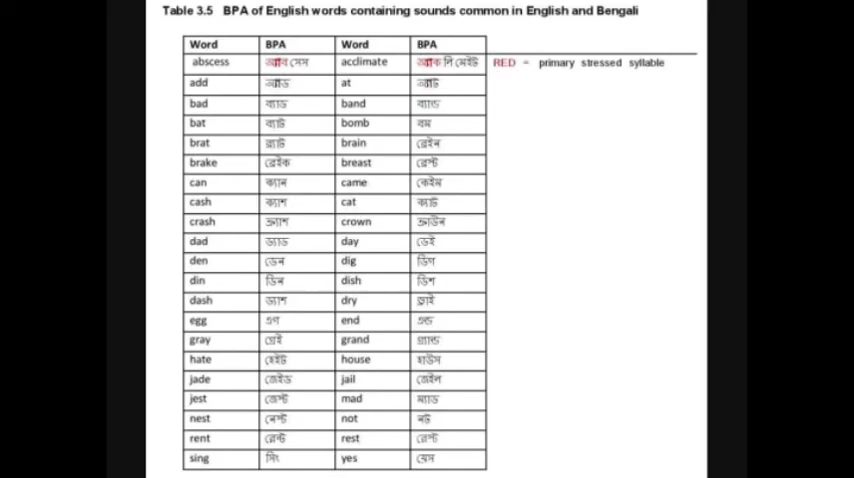 Table 3.5 BPA of English words containing sounds common in English and Bengali
Word BPA Word BPA
abscess অ্যাব সেস acclimate অ্যাক লি মেইট RED = primary stressed syllable
add অ্যাড at অ্যাট
bad ব্যাড band ব্যান্ড
bat ব্যাট bomb বম
brat ব্র্যাট brain ব্রেইন
brake ব্রেইক breast ব্রেস্ট
can ক্যান came কেইম
cash ক্যাশ cat ক্যাট
crash ক্র্যাশ crown ক্রাউন
dad ড্যাড day ডেই
den ডেন dig ডিগ
din ডিন dish ডিশ
dash ড্যাশ dry ড্রাই
egg এগ end এন্ড
gray গ্রেই grand গ্র্যান্ড
hate হেইট house হাউস
jade জেইড jail জেইল
jest জেস্ট mad ম্যাড
nest নেস্ট not নট
rent রেন্ট rest রেস্ট
sing সিং yes য়েস